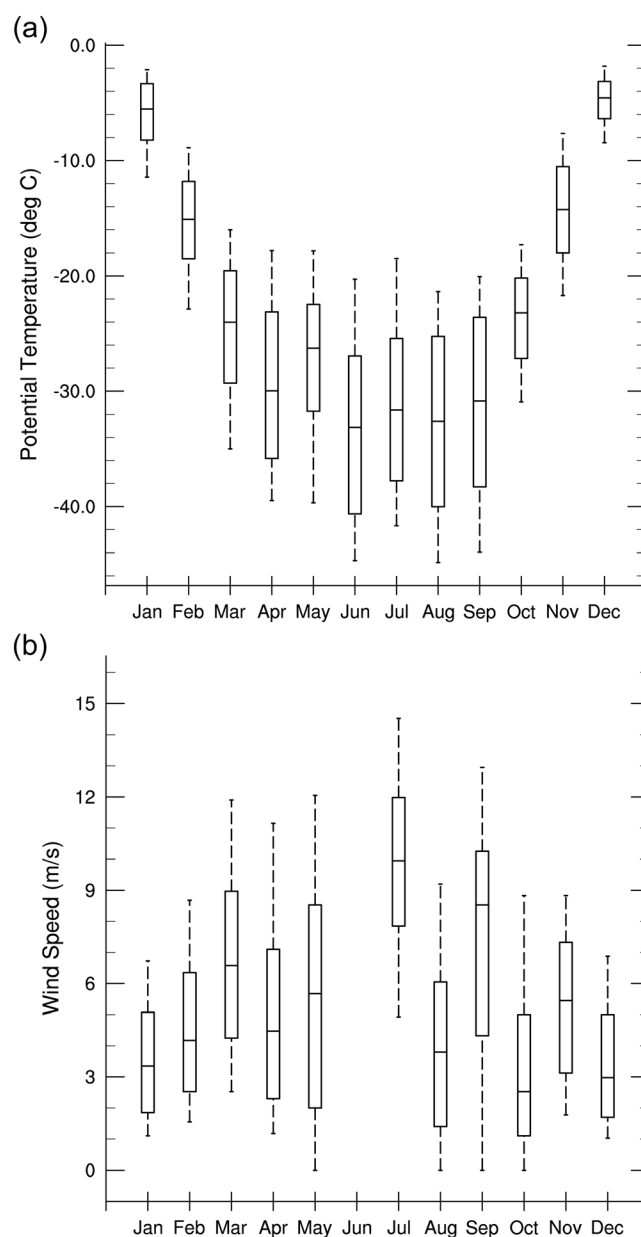 (a)
0.0
-10.0
-20.0
-30.0
-40.0
Potential Temperature (deg C)
Jan Feb Mar Apr May Jun Jul Aug Sep Oct Nov Dec
(b)
15
12
9
6
3
0
Wind Speed (m/s)
Jan Feb Mar Apr May Jun Jul Aug Sep Oct Nov Dec